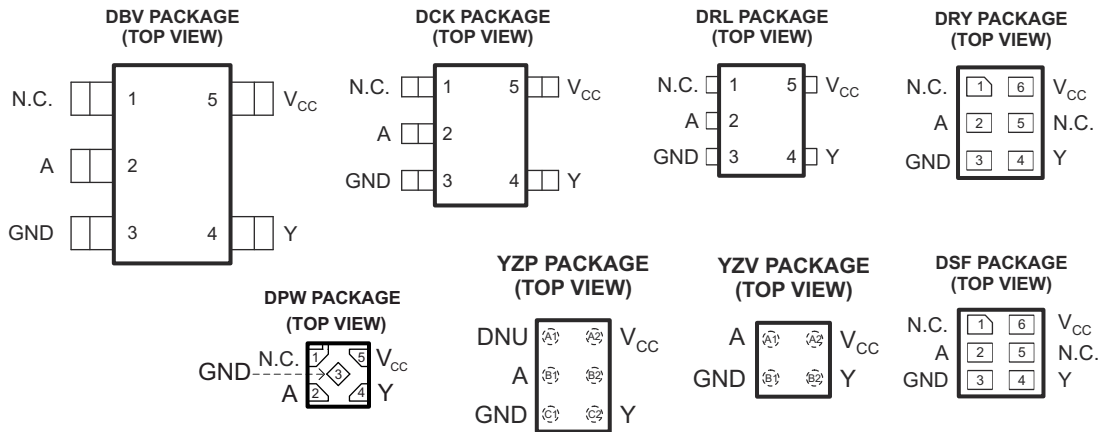 DBV PACKAGE
(TOP VIEW)
N.C. 1 5 VCC
A 2
GND 3 4 Y
DCK PACKAGE
(TOP VIEW)
N.C. 1 5 VCC
A 2
GND 3 4 Y
DRL PACKAGE
(TOP VIEW)
N.C. 1 5 VCC
A 2
GND 3 4 Y
DRY PACKAGE
(TOP VIEW)
N.C. 1 6 VCC
A 2 5 N.C.
GND 3 4 Y
DPW PACKAGE
(TOP VIEW)
N.C. 1 5 VCC
GND 3
A 2 4 Y
YZP PACKAGE
(TOP VIEW)
DNU A1 A2 VCC
A B1 B2
GND C1 C2 Y
YZV PACKAGE
(TOP VIEW)
A A1 A2 VCC
GND B1 B2 Y
DSF PACKAGE
(TOP VIEW)
N.C. 1 6 VCC
A 2 5 N.C.
GND 3 4 Y